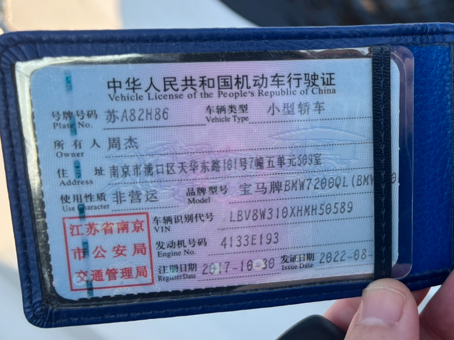 中华人民共和国机动车行驶证
Vehicle License of the People's Republic of China
号牌号码 苏A82H86 车辆类型 小型轿车
Plate No. Vehicle Type
所有人 周杰
Owner
住址 南京市浦口区天华东路101号7幢五单元509室
Address
使用性质 非营运 品牌型号 宝马牌BMW7200QL(BMW
Use Character Model
江苏省南京
市公安局
交通管理局
车辆识别代号 LBV8W310XHMH50589
VIN
发动机号码 4133E193
Engine No.
注册日期 2017-10-30 发证日期 2022-08-
Register Date Issue Date